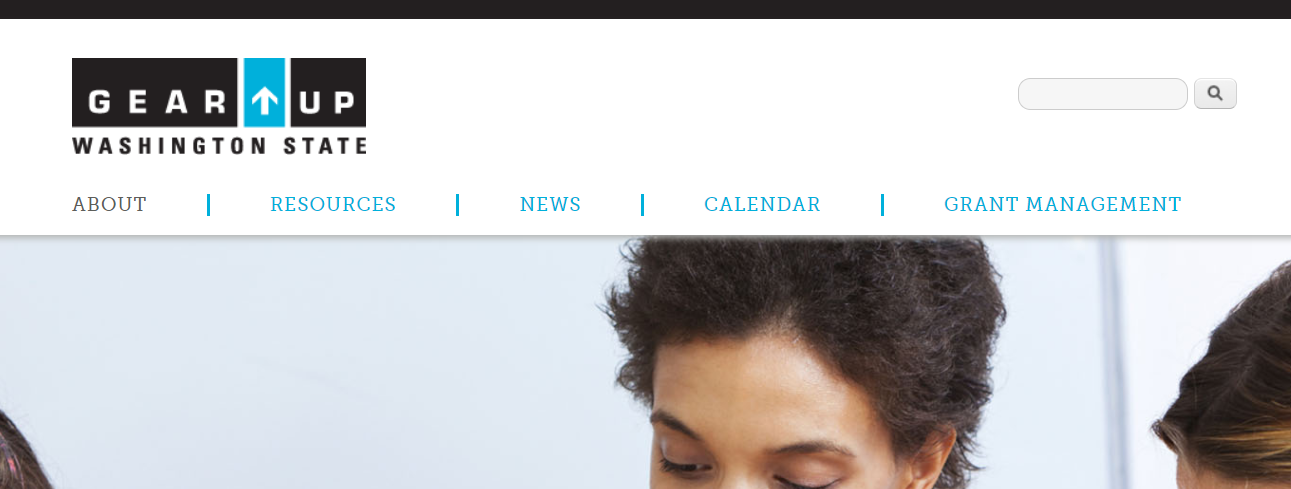 GEAR UP
WASHINGTON STATE
ABOUT
RESOURCES
NEWS
CALENDAR
GRANT MANAGEMENT